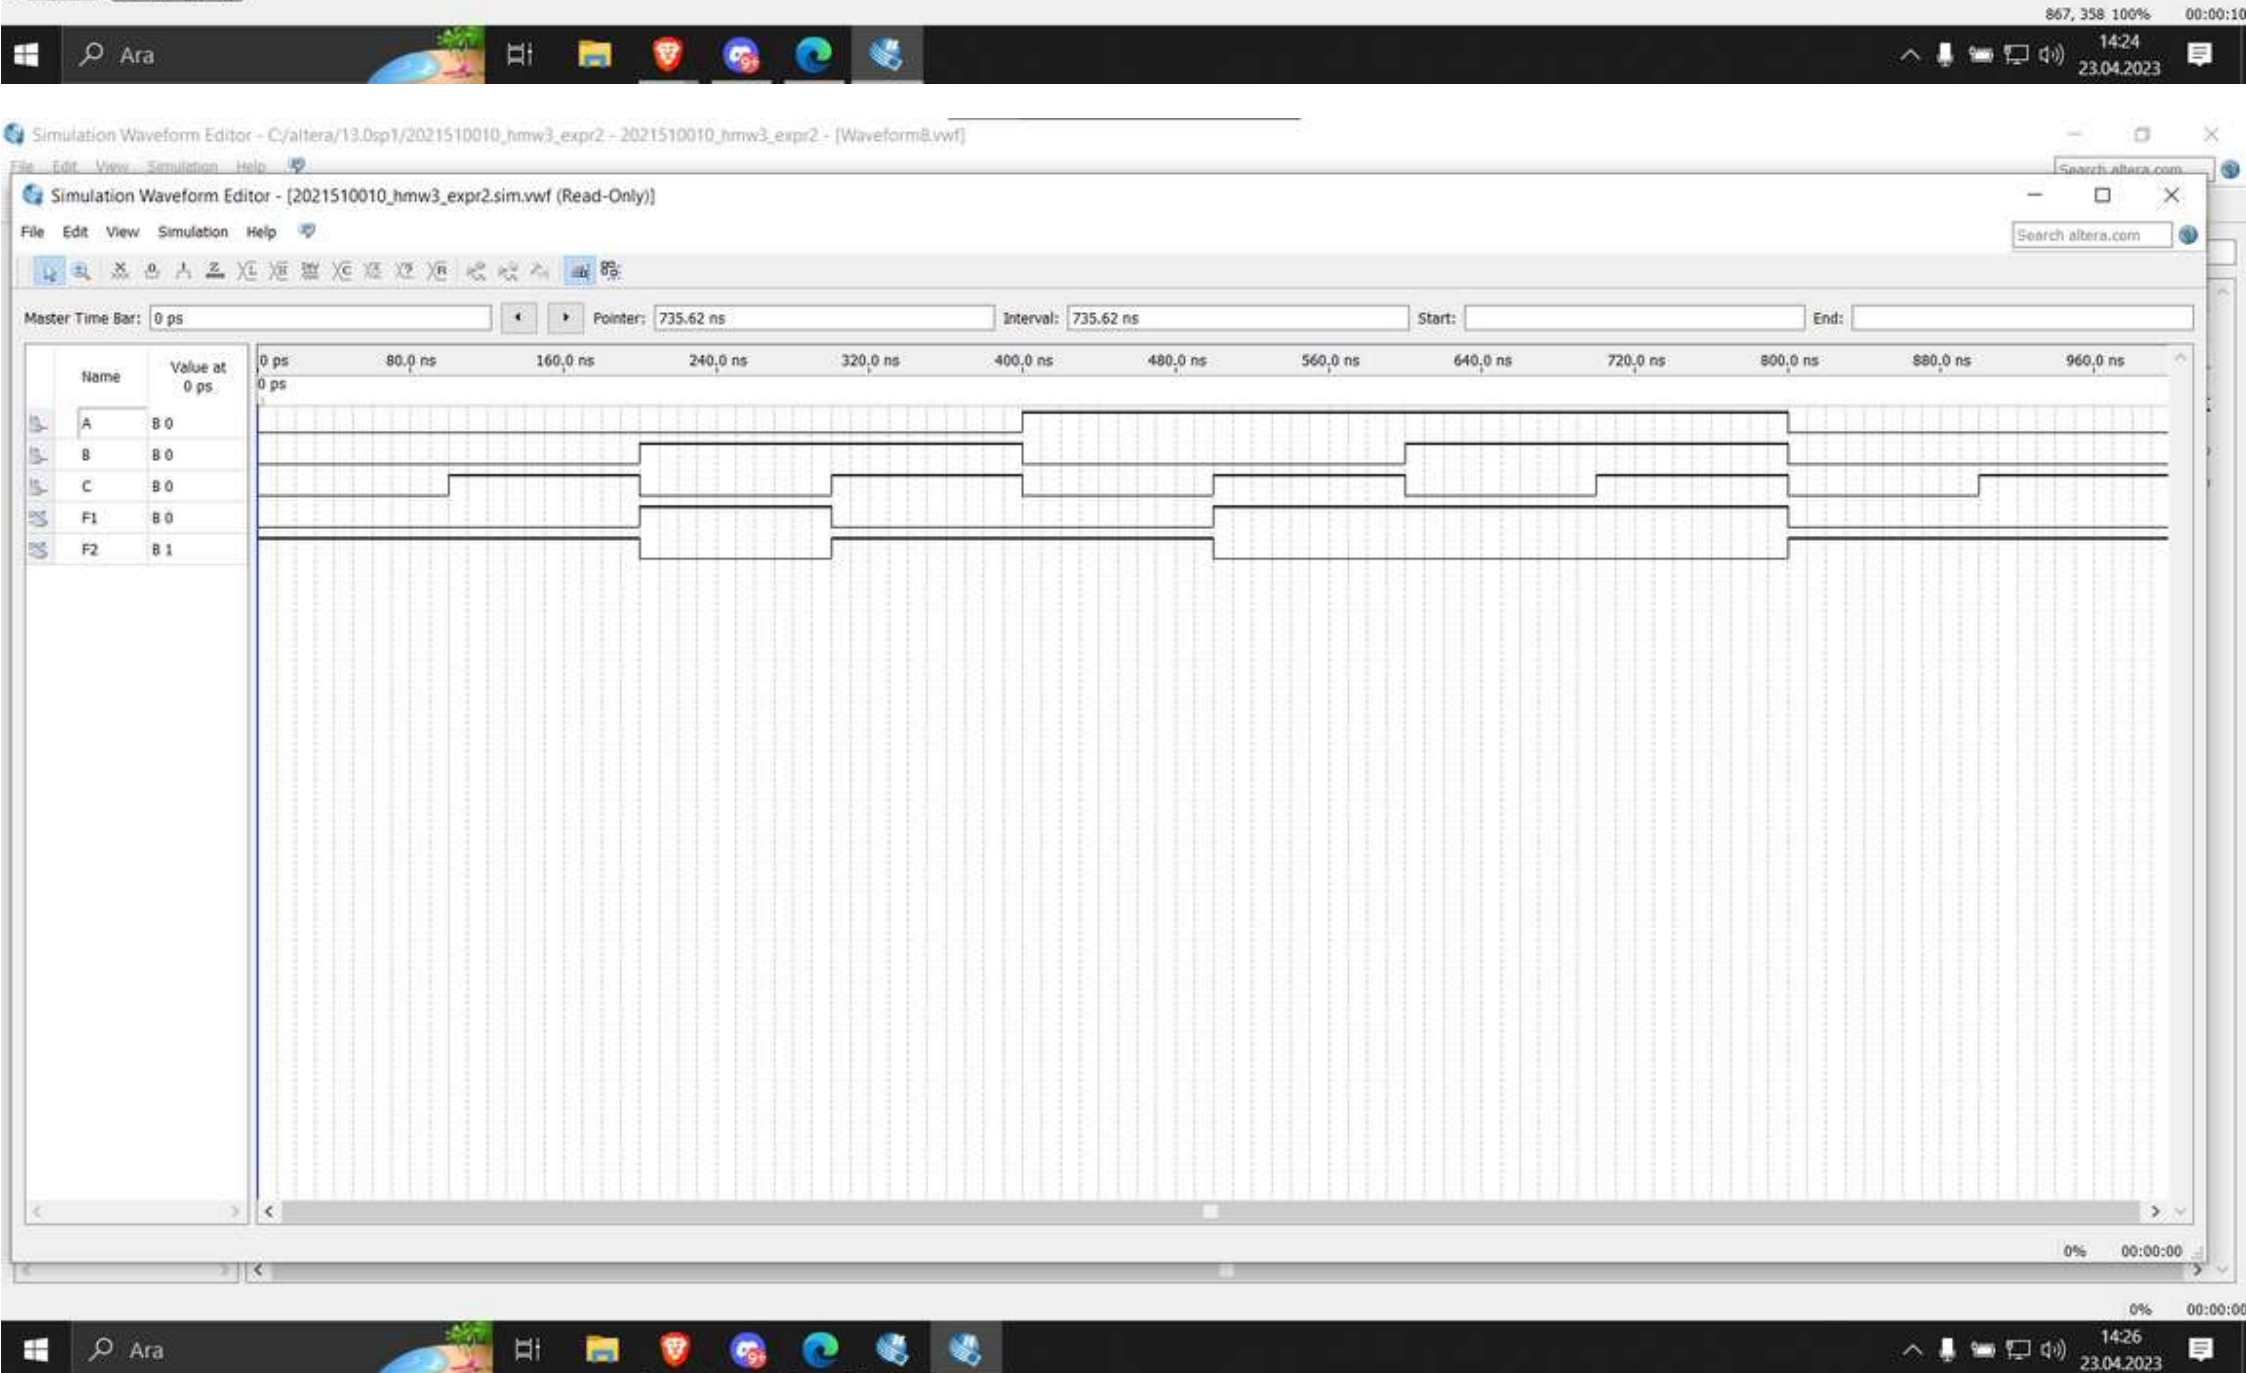 867, 358 100% 00:00:10
Ara
9+
14:24
23.04.2023
Simulation Waveform Editor - C:/altera/13.0sp1/2021510010_hmw3_expr2 - 2021510010_hmw3_expr2 - [Waveform8.vwf]
File Edit View Simulation Help
Search altera.com
Simulation Waveform Editor - [2021510010_hmw3_expr2.sim.vwf (Read-Only)]
File Edit View Simulation Help
Search altera.com
Master Time Bar: 0 ps Pointer: 735.62 ns Interval: 735.62 ns Start: End:
Name Value at 0 ps
0 ps 80.0 ns 160.0 ns 240.0 ns 320.0 ns 400.0 ns 480.0 ns 560.0 ns 640.0 ns 720.0 ns 800.0 ns 880.0 ns 960.0 ns
0 ps
A B 0
B B 0
C B 0
F1 B 0
F2 B 1
0% 00:00:00
0% 00:00:00
Ara
9+
14:26
23.04.2023